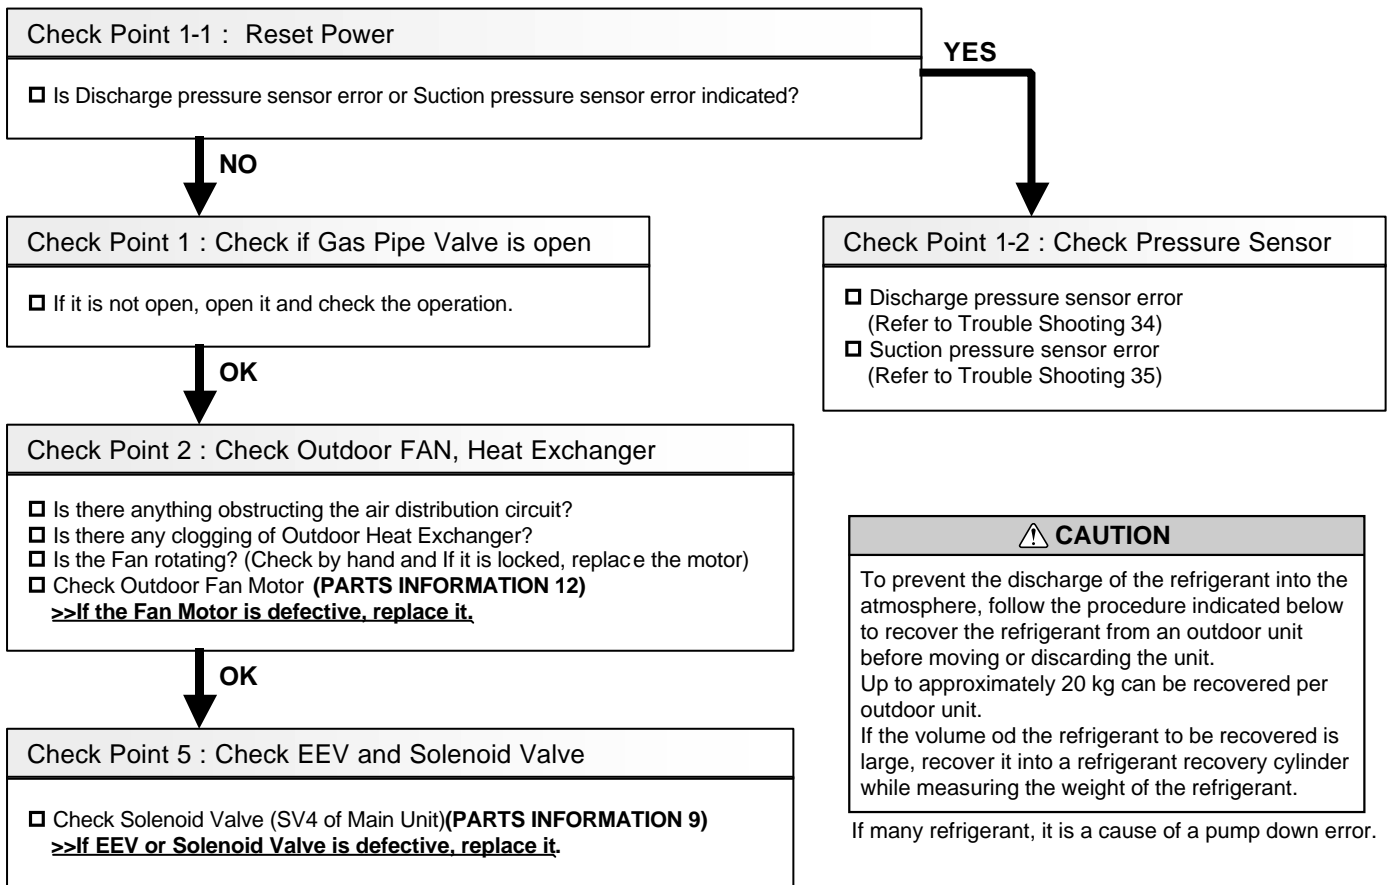 Check Point 1-1 : Reset Power
☐ Is Discharge pressure sensor error or Suction pressure sensor error indicated?
YES
NO
Check Point 1 : Check if Gas Pipe Valve is open
☐ If it is not open, open it and check the operation.
Check Point 1-2 : Check Pressure Sensor
☐ Discharge pressure sensor error
(Refer to Trouble Shooting 34)
☐ Suction pressure sensor error
(Refer to Trouble Shooting 35)
OK
Check Point 2 : Check Outdoor FAN, Heat Exchanger
☐ Is there anything obstructing the air distribution circuit?
☐ Is there any clogging of Outdoor Heat Exchanger?
☐ Is the Fan rotating? (Check by hand and If it is locked, replace the motor)
☐ Check Outdoor Fan Motor (PARTS INFORMATION 12)
>>If the Fan Motor is defective, replace it.
OK
Check Point 5 : Check EEV and Solenoid Valve
☐ Check Solenoid Valve (SV4 of Main Unit)(PARTS INFORMATION 9)
>>If EEV or Solenoid Valve is defective, replace it.
⚠ CAUTION
To prevent the discharge of the refrigerant into the
atmosphere, follow the procedure indicated below
to recover the refrigerant from an outdoor unit
before moving or discarding the unit.
Up to approximately 20 kg can be recovered per
outdoor unit.
If the volume od the refrigerant to be recovered is
large, recover it into a refrigerant recovery cylinder
while measuring the weight of the refrigerant.
If many refrigerant, it is a cause of a pump down error.